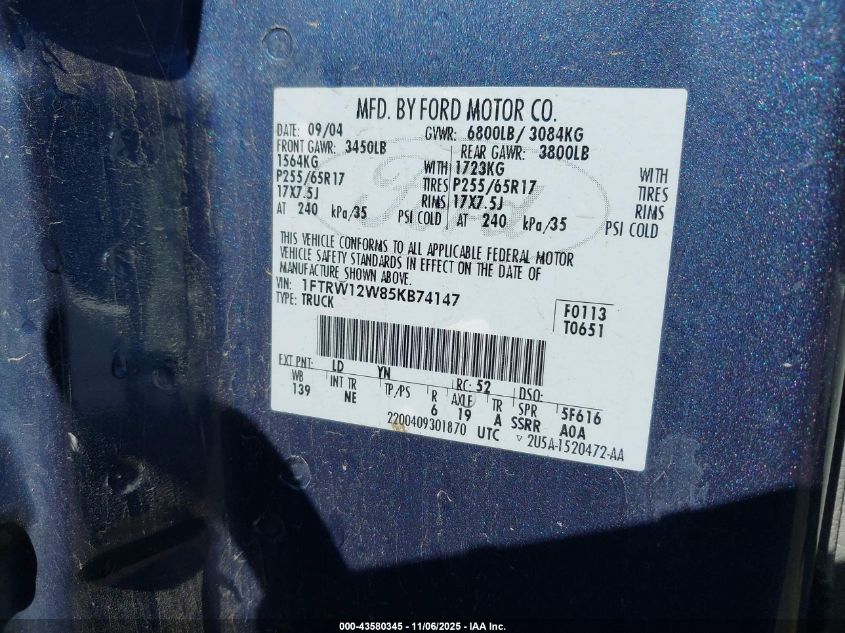 MFD. BY FORD MOTOR CO.
DATE: 09/04 GVWR: 6800LB/ 3084KG
FRONT GAWR: 3450LB REAR GAWR: 3800LB
1564KG WITH 1723KG WITH
P255/65R17 TIRES P255/65R17 TIRES
17X7.5J RIMS 17X7.5J RIMS
AT 240 kPa/35 PSI COLD AT 240 kPa/35 PSI COLD
Ford
THIS VEHICLE CONFORMS TO ALL APPLICABLE FEDERAL MOTOR
VEHICLE SAFETY STANDARDS IN EFFECT ON THE DATE OF
MANUFACTURE SHOWN ABOVE.
VIN: 1FTRW12W85KB74147 F0113
TYPE: TRUCK T0651
EXT PNT: LD YN RC: 52 DSO:
WB INT TR TP/PS R AXLE TR SPR 5F616
139 NE 6 19 A SSRR A0A
2200409301870 UTC ▽ 2U5A-1520472-AA
000-43580345 - 11/06/2025 - IAA Inc.